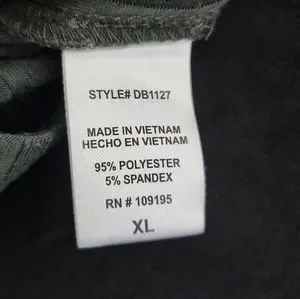 STYLE# DB1127
MADE IN VIETNAM
HECHO EN VIETNAM
95% POLYESTER
5% SPANDEX
RN # 109195
XL